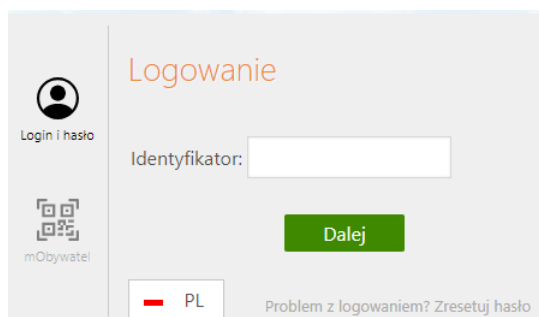 Logowanie
Login i hasło
Identyfikator:
Dalej
mObywatel
PL
Problem z logowaniem? Zresetuj hasło